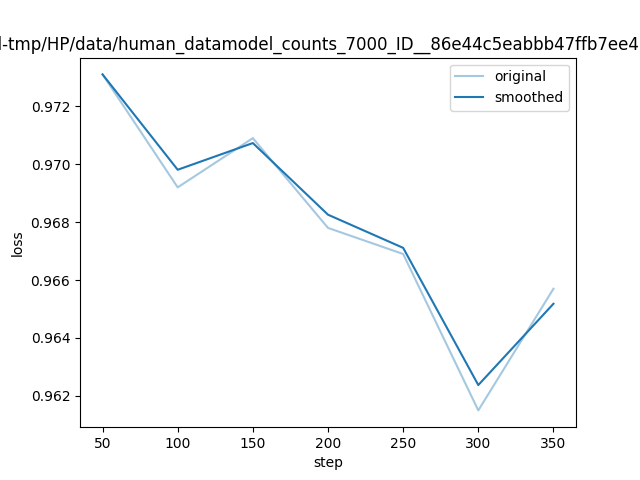 l-tmp/HP/data/human_datamodel_counts_7000_ID__86e44c5eabbb47ffb7ee4
original
smoothed
0.972
0.970
0.968
0.966
0.964
0.962
loss
50 100 150 200 250 300 350
step